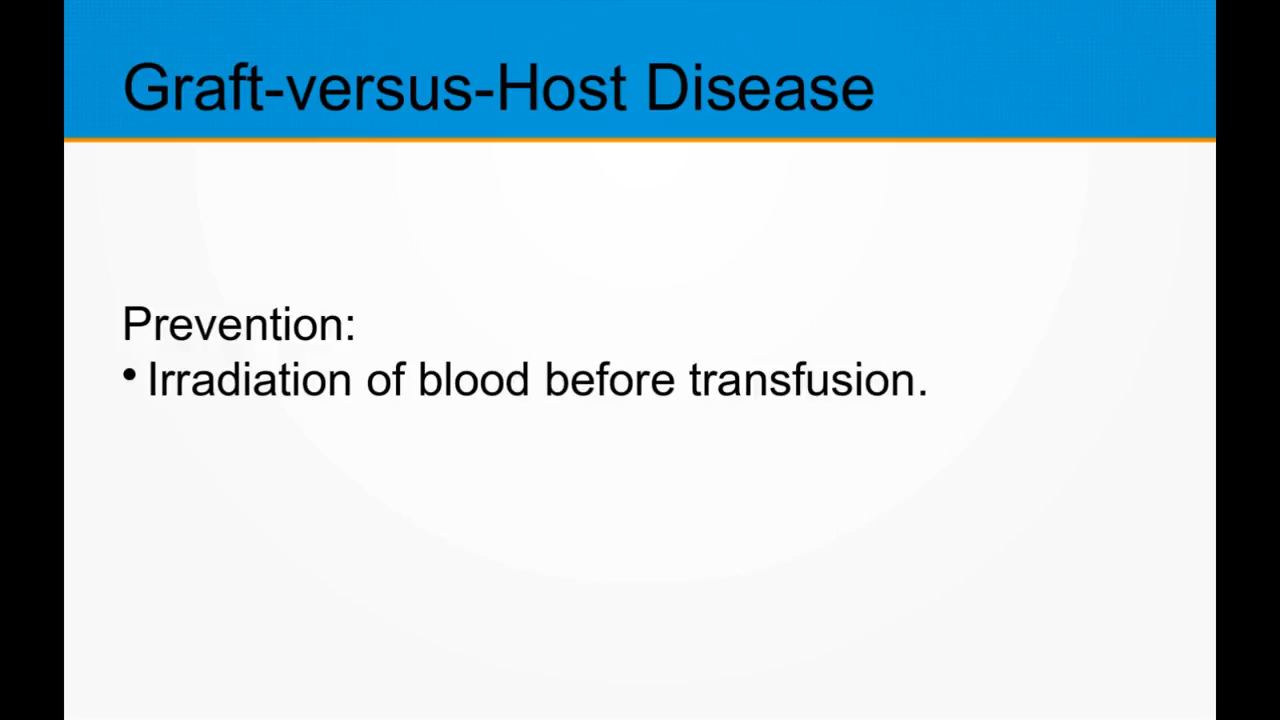 Graft-versus-Host Disease
Prevention:
• Irradiation of blood before transfusion.